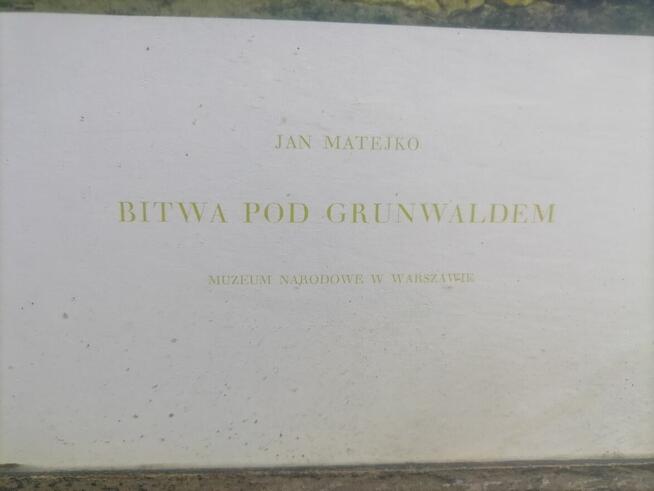 JAN MATEJKO
BITWA POD GRUNWALDEM
MUZEUM NARODOWE W WARSZAWIE